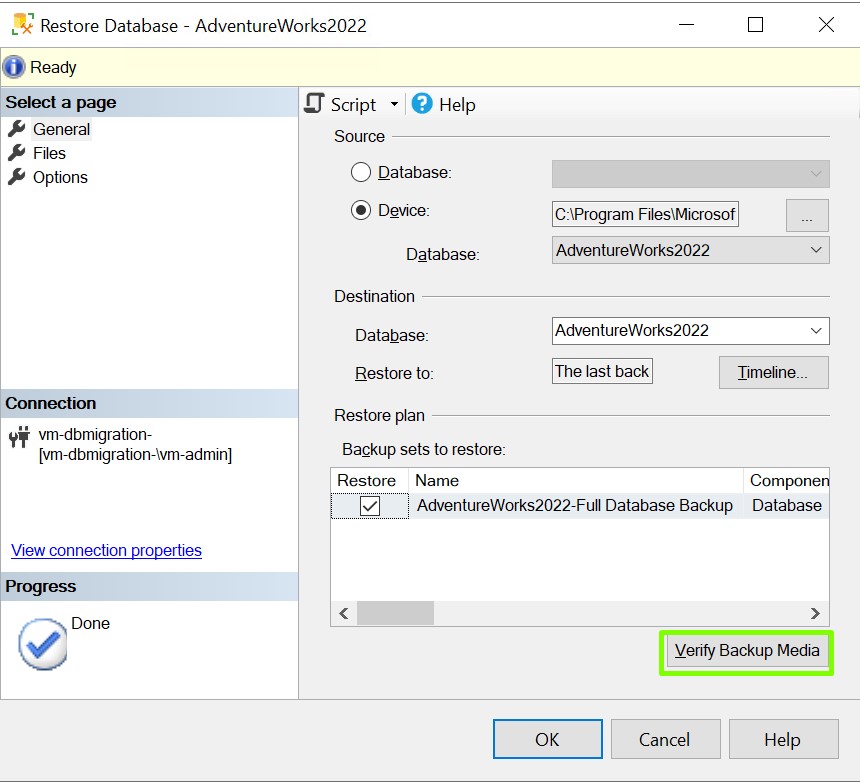 Restore Database - AdventureWorks2022
Ready
Select a page
General
Files
Options
Connection
vm-dbmigration-
[vm-dbmigration-\vm-admin]
View connection properties
Progress
Done
Script Help
Source
Database:
Device: C:\Program Files\Microsof ...
Database: AdventureWorks2022
Destination
Database: AdventureWorks2022
Restore to: The last back Timeline...
Restore plan
Backup sets to restore:
Restore Name Componen
AdventureWorks2022-Full Database Backup Database
Verify Backup Media
OK Cancel Help